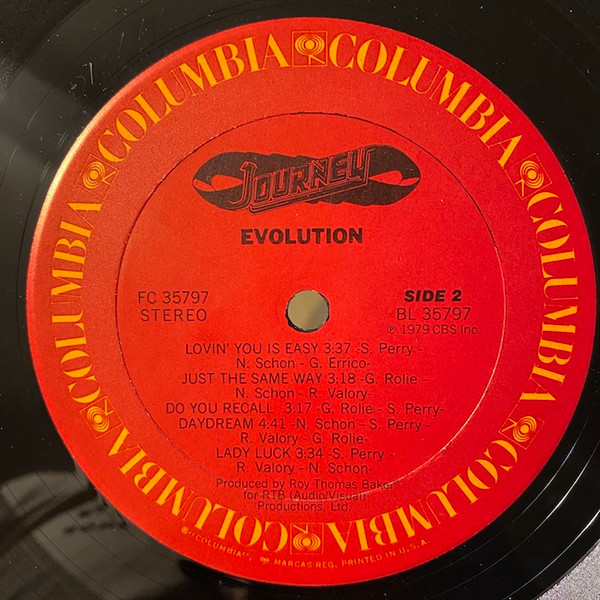 COLUMBIA COLUMBIA COLUMBIA COLUMBIA COLUMBIA COLUMBIA COLUMBIA COLUMBIA
JOURNEY
EVOLUTION
FC 35797 SIDE 2
STEREO BL 35797
℗ 1979 CBS Inc.
LOVIN' YOU IS EASY 3:37 -S. Perry -
N. Schon - G. Errico-
JUST THE SAME WAY 3:18 -G. Rolie -
N. Schon - R. Valory-
DO YOU RECALL 3:17 -G. Rolie - S. Perry-
DAYDREAM 4:41 -N. Schon - S. Perry -
R. Valory - G. Rolie-
LADY LUCK 3:34 -S. Perry -
R. Valory - N. Schon-
Produced by Roy Thomas Baker
for RTB (Audio/Visual)
Productions, Ltd.
® "COLUMBIA", MARCAS REG. PRINTED IN U.S.A.